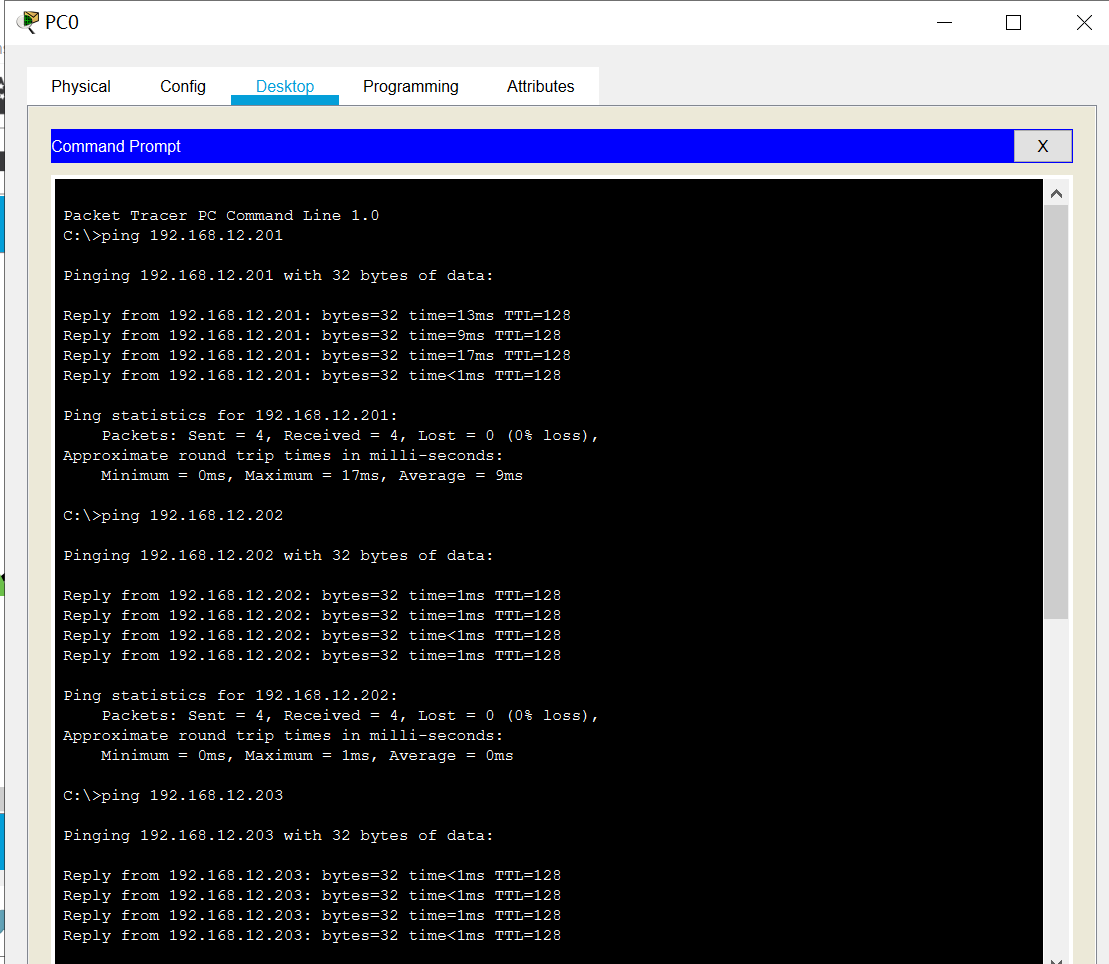 PC0
Physical Config Desktop Programming Attributes
Command Prompt X
Packet Tracer PC Command Line 1.0
C:\>ping 192.168.12.201
Pinging 192.168.12.201 with 32 bytes of data:
Reply from 192.168.12.201: bytes=32 time=13ms TTL=128
Reply from 192.168.12.201: bytes=32 time=9ms TTL=128
Reply from 192.168.12.201: bytes=32 time=17ms TTL=128
Reply from 192.168.12.201: bytes=32 time<1ms TTL=128
Ping statistics for 192.168.12.201:
Packets: Sent = 4, Received = 4, Lost = 0 (0% loss),
Approximate round trip times in milli-seconds:
Minimum = 0ms, Maximum = 17ms, Average = 9ms
C:\>ping 192.168.12.202
Pinging 192.168.12.202 with 32 bytes of data:
Reply from 192.168.12.202: bytes=32 time=1ms TTL=128
Reply from 192.168.12.202: bytes=32 time=1ms TTL=128
Reply from 192.168.12.202: bytes=32 time<1ms TTL=128
Reply from 192.168.12.202: bytes=32 time=1ms TTL=128
Ping statistics for 192.168.12.202:
Packets: Sent = 4, Received = 4, Lost = 0 (0% loss),
Approximate round trip times in milli-seconds:
Minimum = 0ms, Maximum = 1ms, Average = 0ms
C:\>ping 192.168.12.203
Pinging 192.168.12.203 with 32 bytes of data:
Reply from 192.168.12.203: bytes=32 time<1ms TTL=128
Reply from 192.168.12.203: bytes=32 time<1ms TTL=128
Reply from 192.168.12.203: bytes=32 time=1ms TTL=128
Reply from 192.168.12.203: bytes=32 time<1ms TTL=128